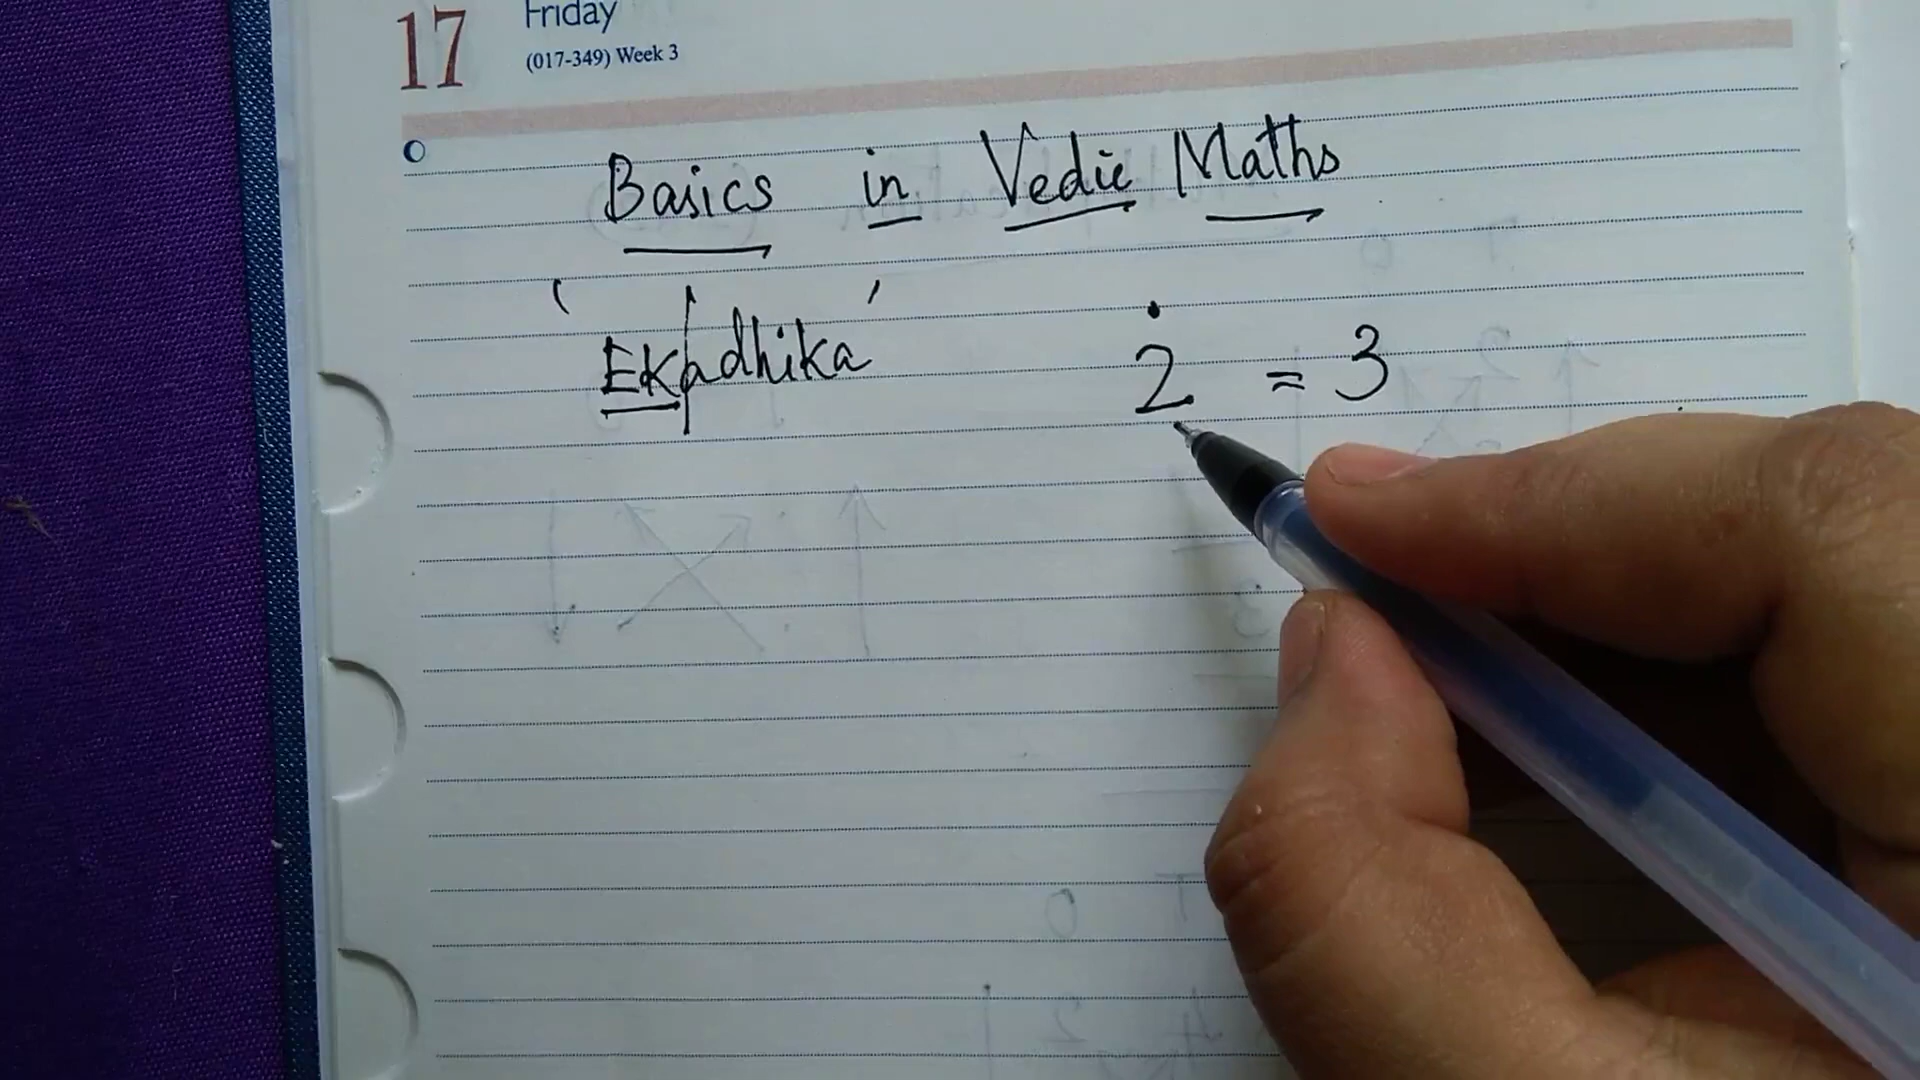 17 Friday
(017-349) Week 3
Basics in Vedic Maths
'Ekadhika' 2̇ = 3